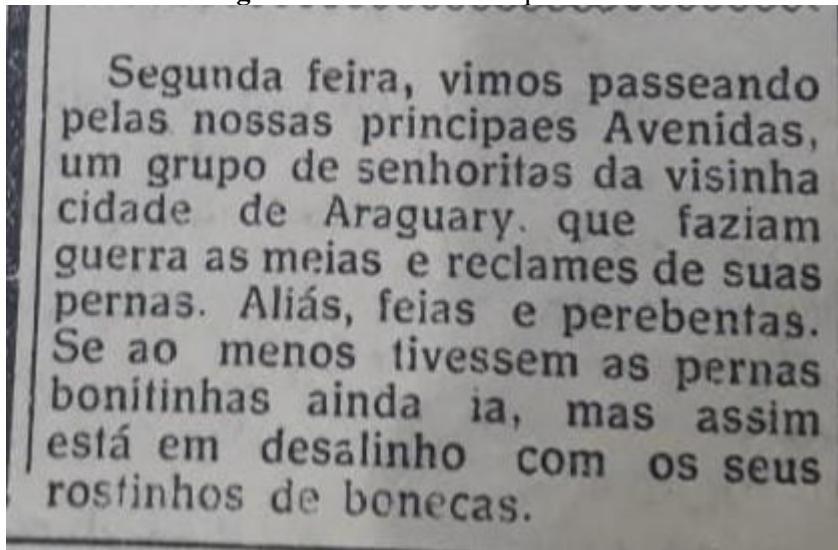 Segunda feira, vimos passeando
pelas nossas principaes Avenidas,
um grupo de senhoritas da visinha
cidade de Araguary. que faziam
guerra as meias e reclames de suas
pernas. Aliás, feias e perebentas.
Se ao menos tivessem as pernas
bonitinhas ainda ia, mas assim
está em desalinho com os seus
rostinhos de bonecas.